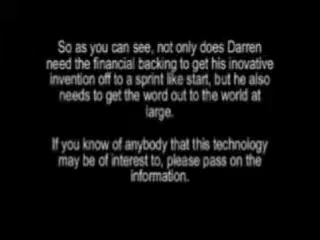 So as you can see, not only does Darren
need the financial backing to get his inovative
invention off to a sprint like start, but he also
needs to get the word out to the world at
large.
If you know of anybody that this technology
may be of interest to, please pass on the
information.